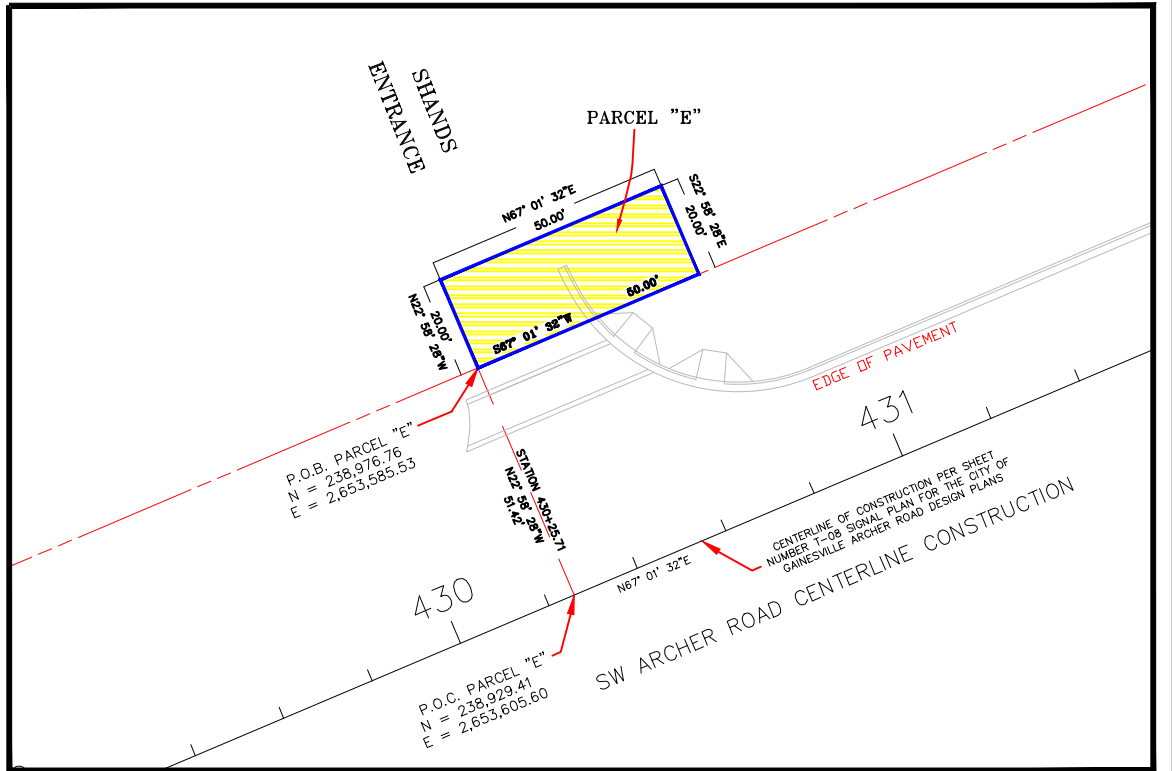 SHANDS
ENTRANCE
PARCEL "E"
N67° 01' 32"E
50.00'
S22° 58' 28"E
20.00'
N22° 58' 28"W
20.00'
S67° 01' 32"W
50.00'
EDGE OF PAVEMENT
P.O.B. PARCEL "E"
N = 238,976.76
E = 2,653,585.53
STATION 430+25.71
N22° 58' 28"W
51.42'
431
430
CENTERLINE OF CONSTRUCTION PER SHEET
NUMBER T-08 SIGNAL PLAN FOR THE CITY OF
GAINESVILLE ARCHER ROAD DESIGN PLANS
N67° 01' 32"E
SW ARCHER ROAD CENTERLINE CONSTRUCTION
P.O.C. PARCEL "E"
N = 238,929.41
E = 2,653,605.60